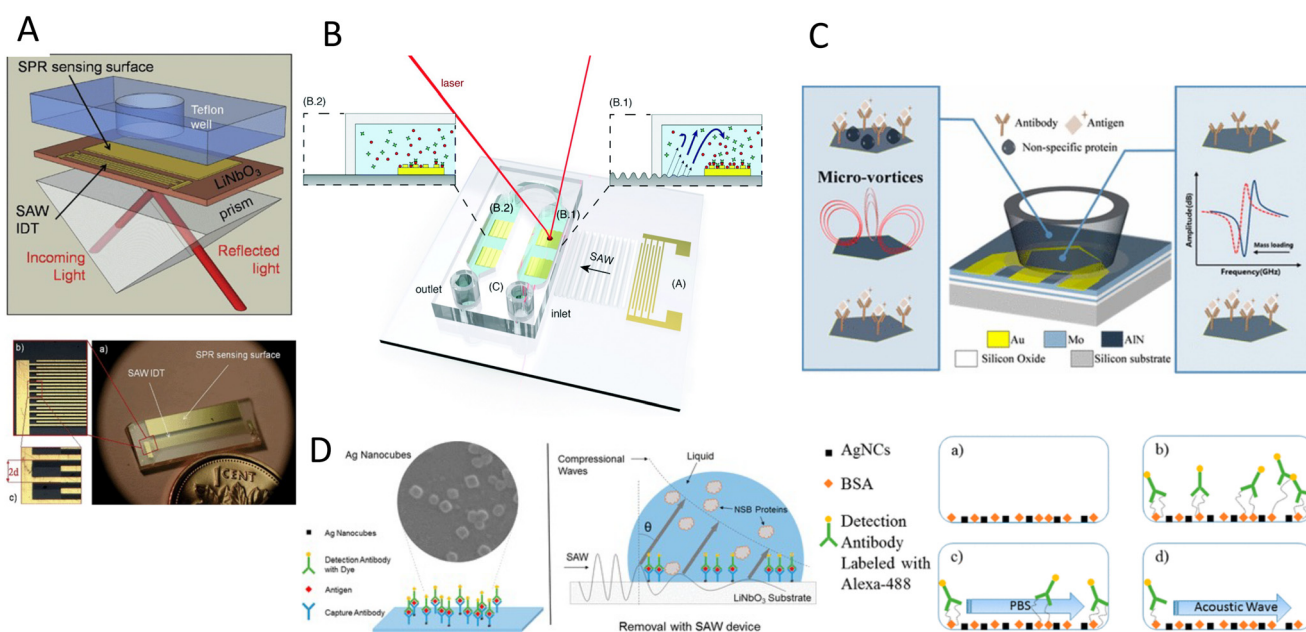 A
SPR sensing surface
Teflon
well
LiNbO3
SAW
IDT
prism
Incoming
Light
Reflected
light
b)
a)
SPR sensing surface
SAW IDT
2d
c)
1 CENT
B
laser
(B.2)
(B.1)
(B.2)
(B.1)
SAW
(A)
(C)
outlet
inlet
C
Antibody
Antigen
Non-specific protein
Micro-vortices
Amplitude(dB)
Mass loading
Frequency(GHz)
Au
Mo
AlN
Silicon Oxide
Silicon substrate
D
Ag Nanocubes
Ag Nanocubes
Detection Antibody
with Dye
Antigen
Capture Antibody
Compressional
Waves
Liquid
NSB Proteins
θ
SAW
LiNbO3 Substrate
Removal with SAW device
AgNCs
BSA
Detection
Antibody
Labeled with
Alexa-488
a)
b)
c)
PBS
d)
Acoustic Wave